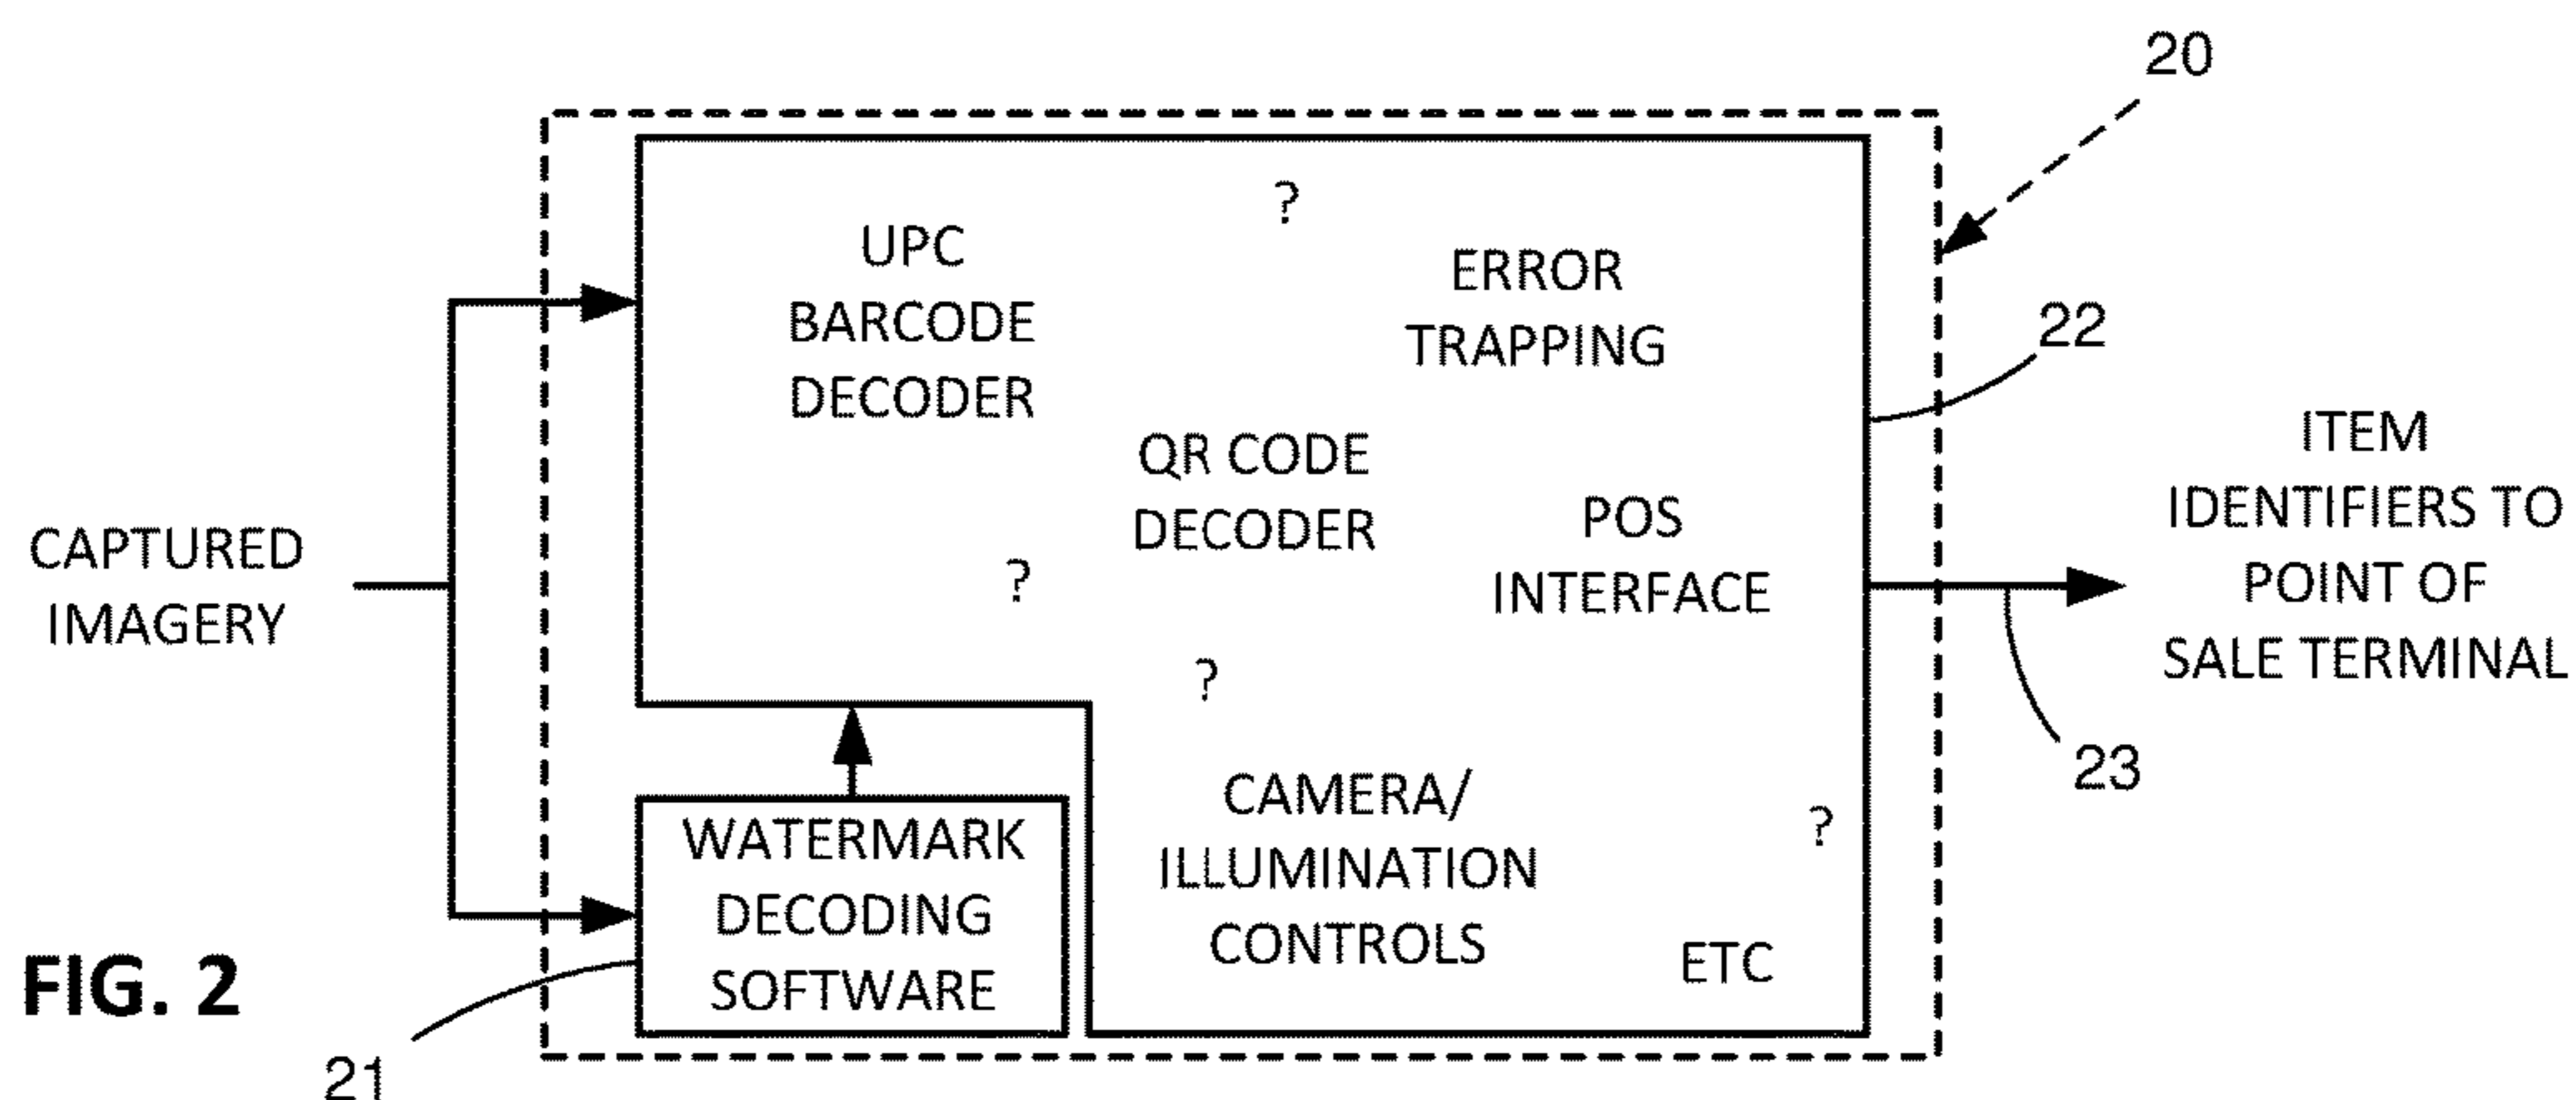 20
?
UPC
BARCODE
DECODER
ERROR
TRAPPING
22
QR CODE
DECODER
POS
INTERFACE
?
?
CAPTURED
IMAGERY
ITEM
IDENTIFIERS TO
POINT OF
SALE TERMINAL
23
WATERMARK
DECODING
SOFTWARE
CAMERA/
ILLUMINATION
CONTROLS
?
ETC
FIG. 2
21